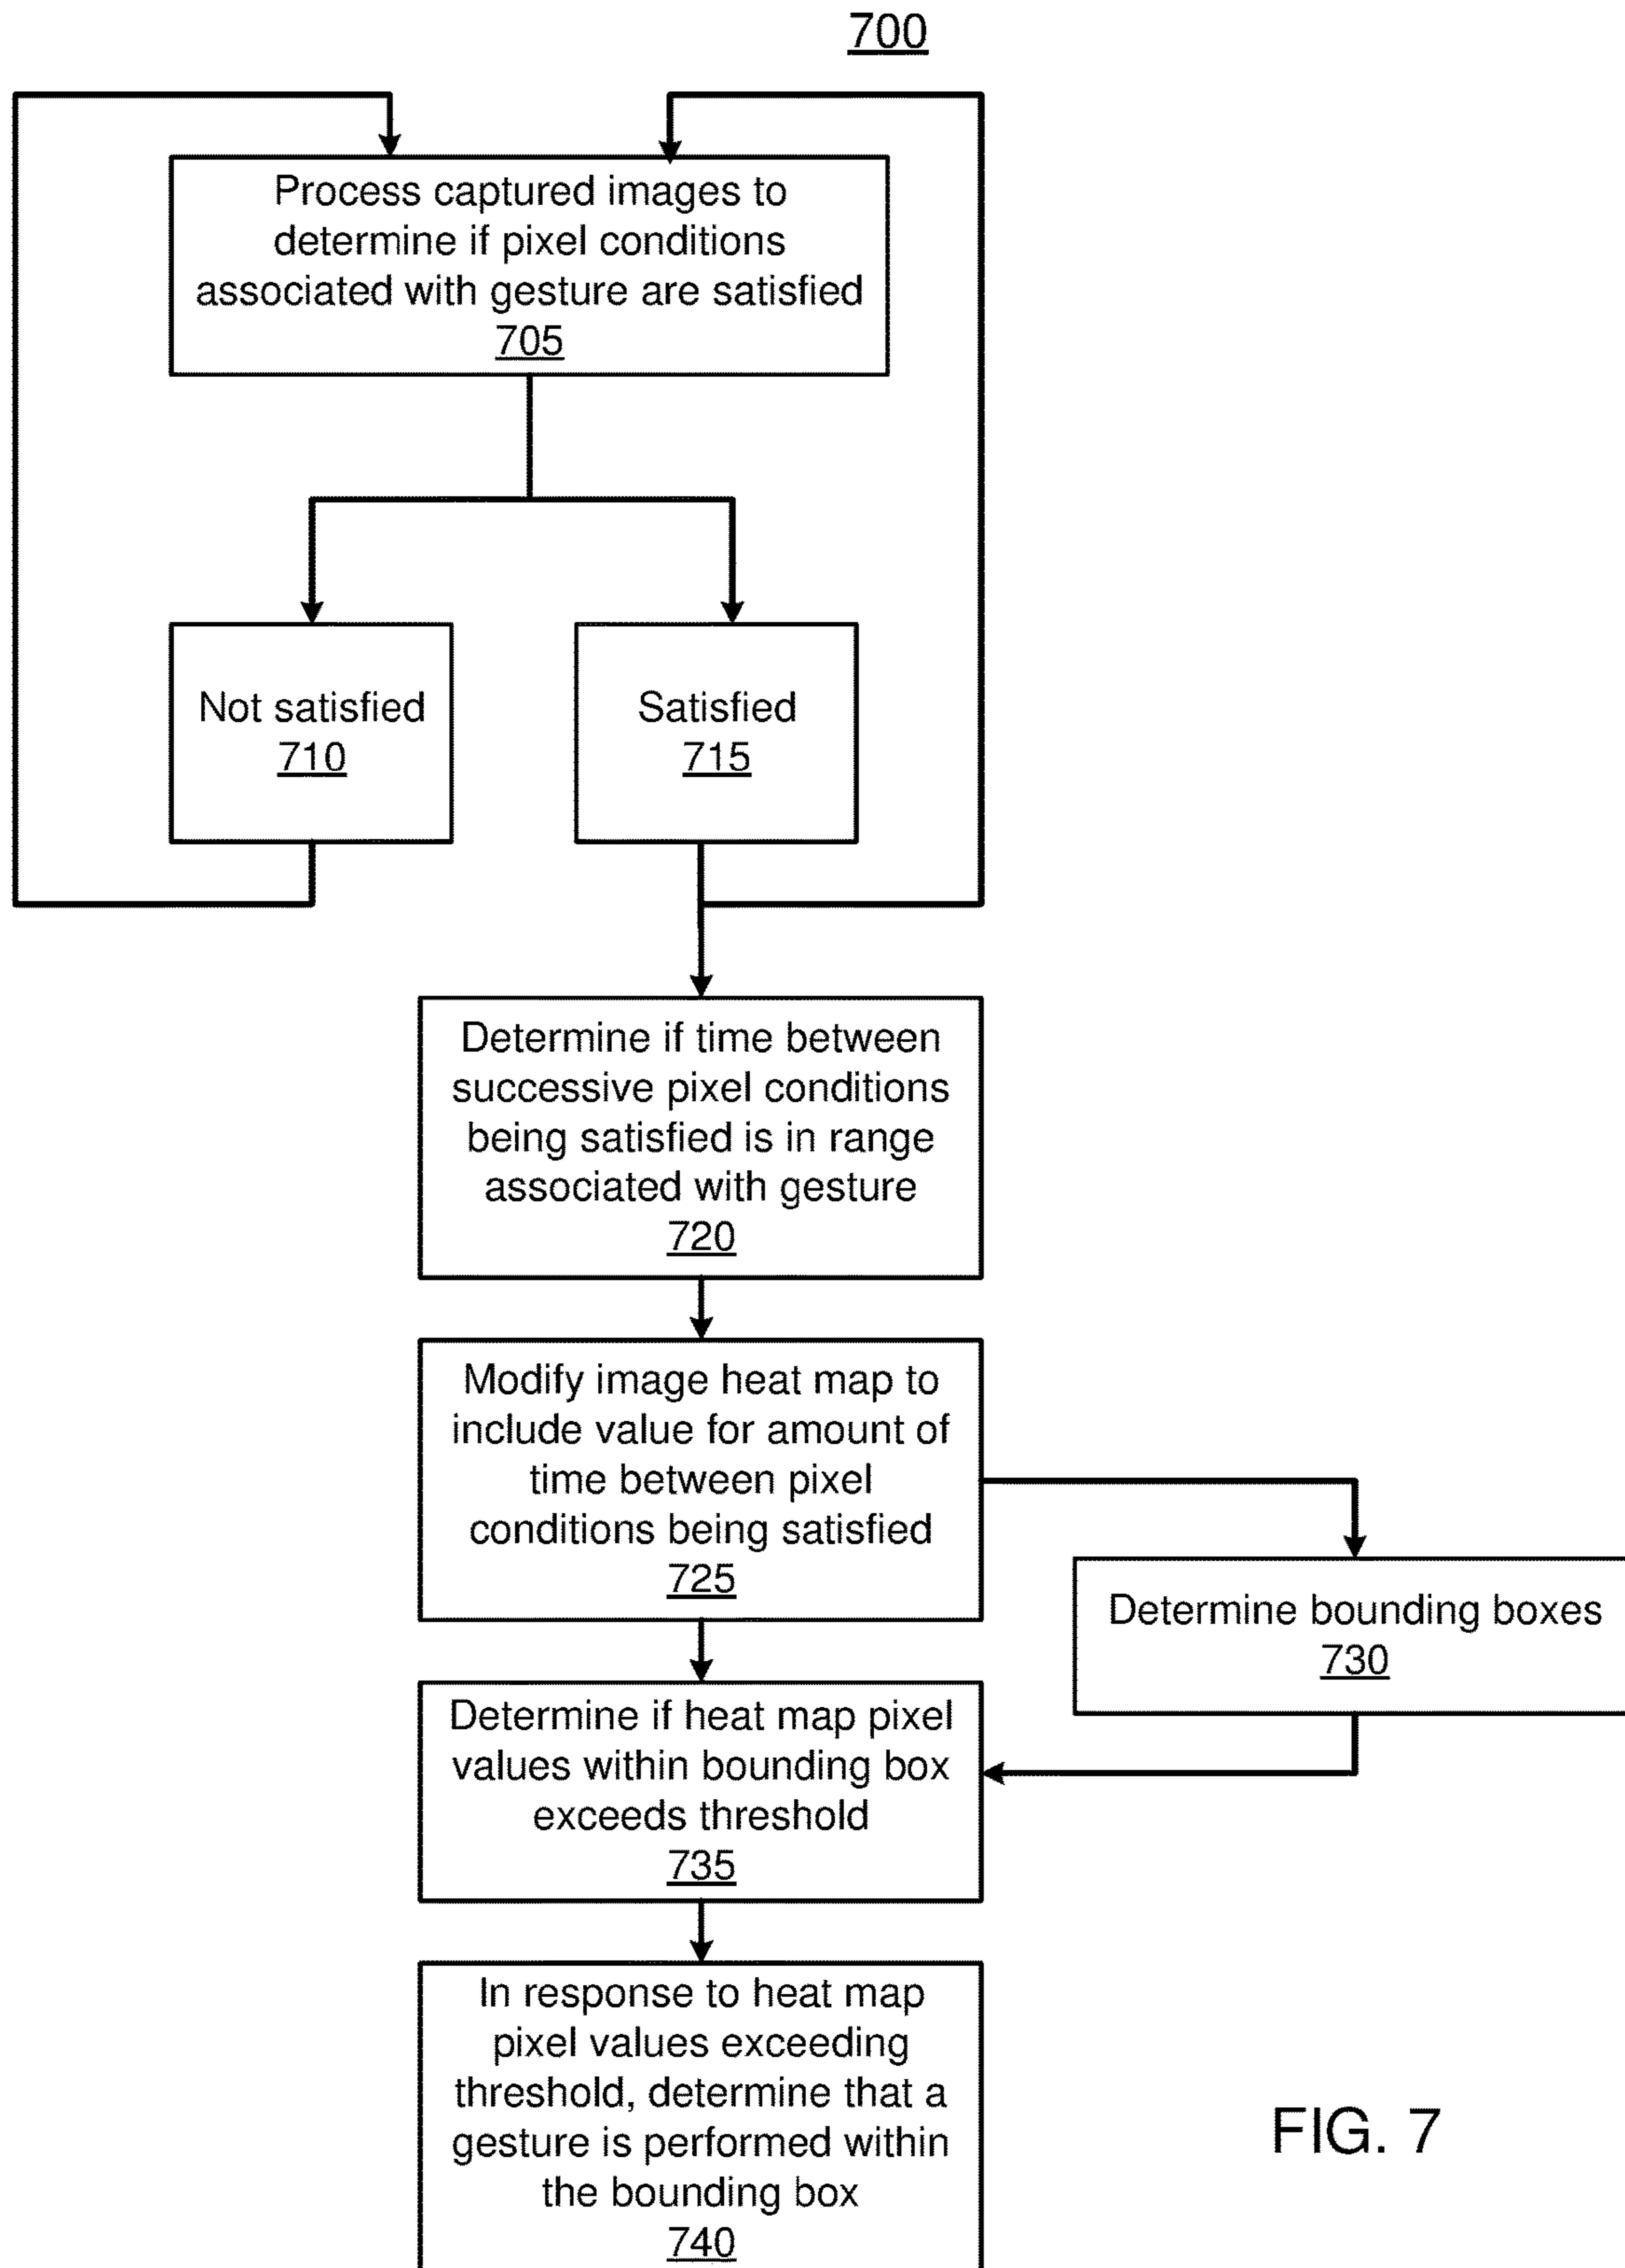 700
Process captured images to
determine if pixel conditions
associated with gesture are satisfied
705
Not satisfied
710
Satisfied
715
Determine if time between
successive pixel conditions
being satisfied is in range
associated with gesture
720
Modify image heat map to
include value for amount of
time between pixel
conditions being satisfied
725
Determine bounding boxes
730
Determine if heat map pixel
values within bounding box
exceeds threshold
735
In response to heat map
pixel values exceeding
threshold, determine that a
gesture is performed within
the bounding box
740
FIG. 7